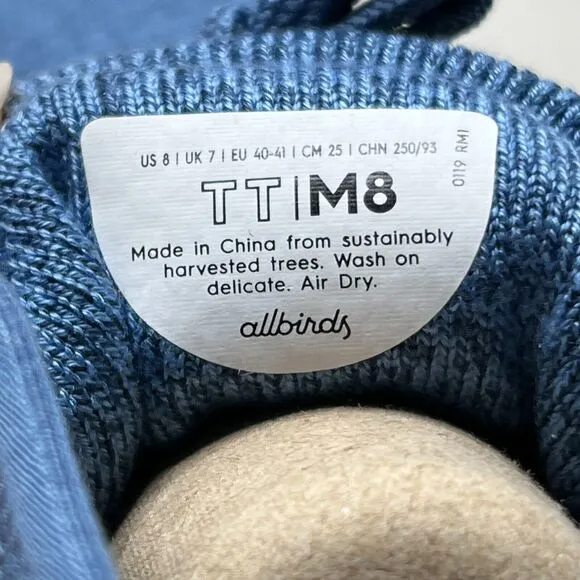 US 8 | UK 7 | EU 40-41 | CM 25 | CHN 250/93
TT|M8
Made in China from sustainably
harvested trees. Wash on
delicate. Air Dry.
allbirds
0119 RM1